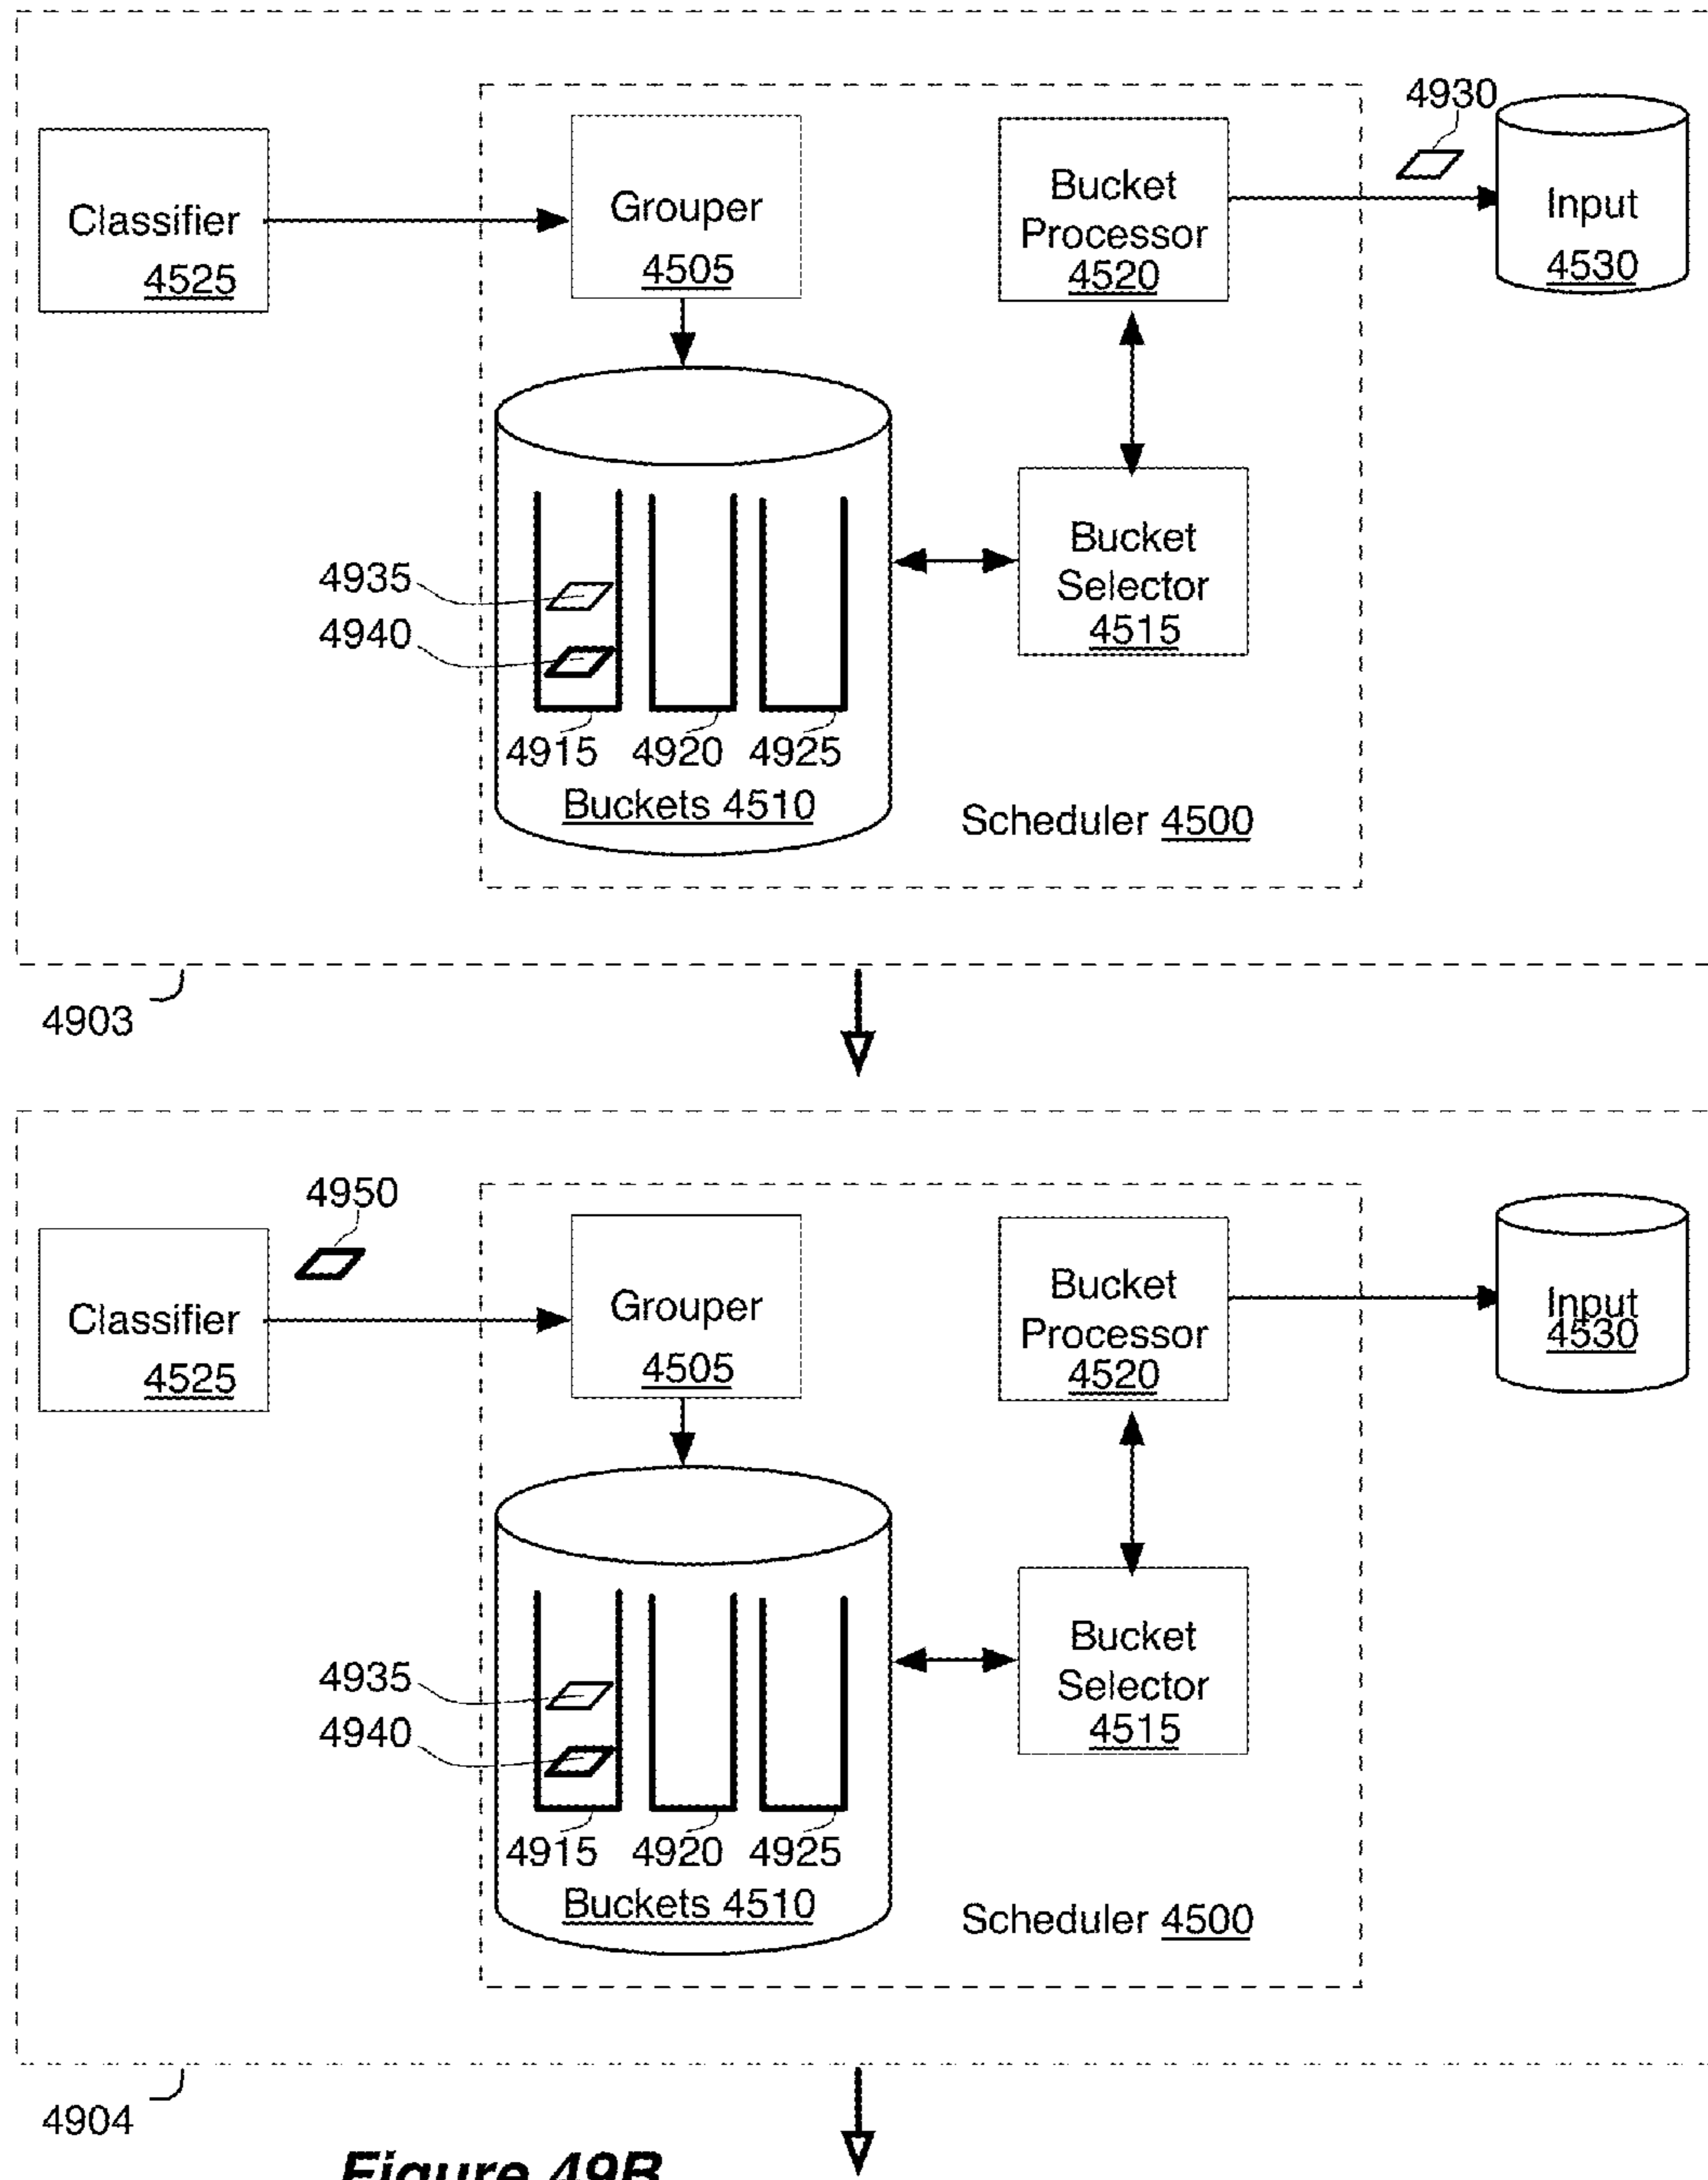 4930
Classifier
4525
Grouper
4505
Bucket
Processor
4520
Input
4530
Bucket
Selector
4515
4935
4940
4915 4920 4925
Buckets 4510
Scheduler 4500
4903
4950
Classifier
4525
Grouper
4505
Bucket
Processor
4520
Input
4530
Bucket
Selector
4515
4935
4940
4915 4920 4925
Buckets 4510
Scheduler 4500
4904
Figure 49B